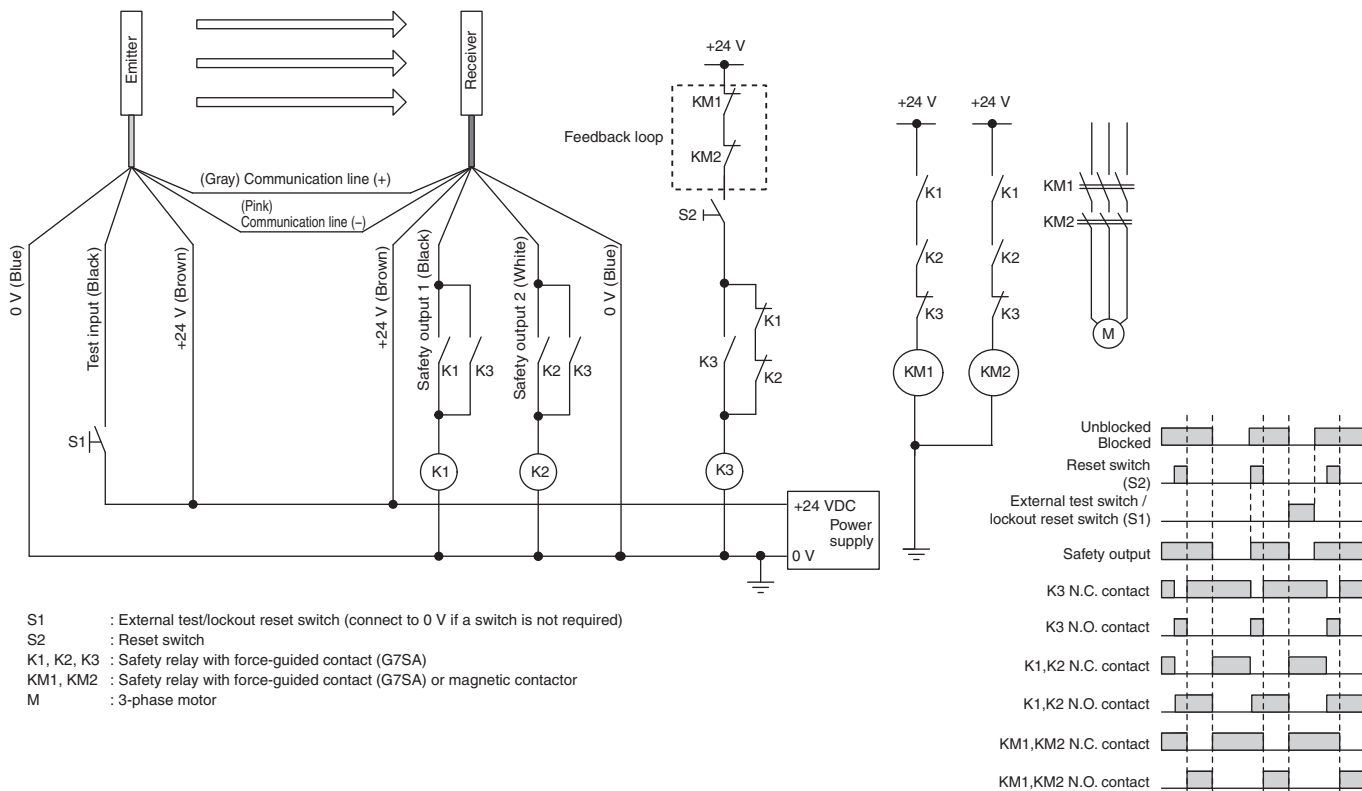 Emitter
Receiver
(Gray) Communication line (+)
(Pink)
Communication line (–)
0 V (Blue)
Test input (Black)
+24 V (Brown)
+24 V (Brown)
Safety output 1 (Black)
Safety output 2 (White)
0 V (Blue)
K1
K3
K2
K3
S1
K1
K2
+24 V
KM1
Feedback loop
KM2
S2
K1
K3
K2
K3
+24 VDC
Power
supply
0 V
+24 V
+24 V
K1
K1
K2
K2
K3
K3
KM1
KM2
KM1
KM2
M
Unblocked
Blocked
Reset switch
(S2)
External test switch /
lockout reset switch (S1)
Safety output
K3 N.C. contact
K3 N.O. contact
K1,K2 N.C. contact
K1,K2 N.O. contact
KM1,KM2 N.C. contact
KM1,KM2 N.O. contact
S1 : External test/lockout reset switch (connect to 0 V if a switch is not required)
S2 : Reset switch
K1, K2, K3 : Safety relay with force-guided contact (G7SA)
KM1, KM2 : Safety relay with force-guided contact (G7SA) or magnetic contactor
M : 3-phase motor